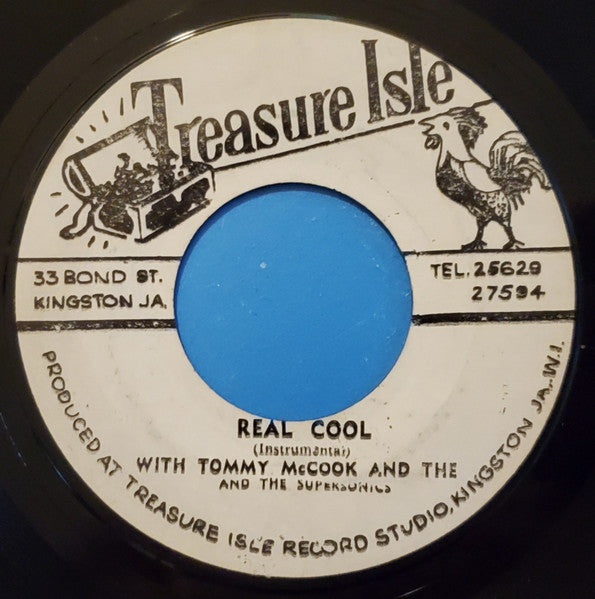 Treasure Isle
33 BOND ST.
KINGSTON JA.
TEL. 25629
27594
REAL COOL
(Instrumental)
WITH TOMMY McCOOK AND THE
AND THE SUPERSONICS
PRODUCED AT TREASURE ISLE RECORD STUDIO, KINGSTON JA. W.I.